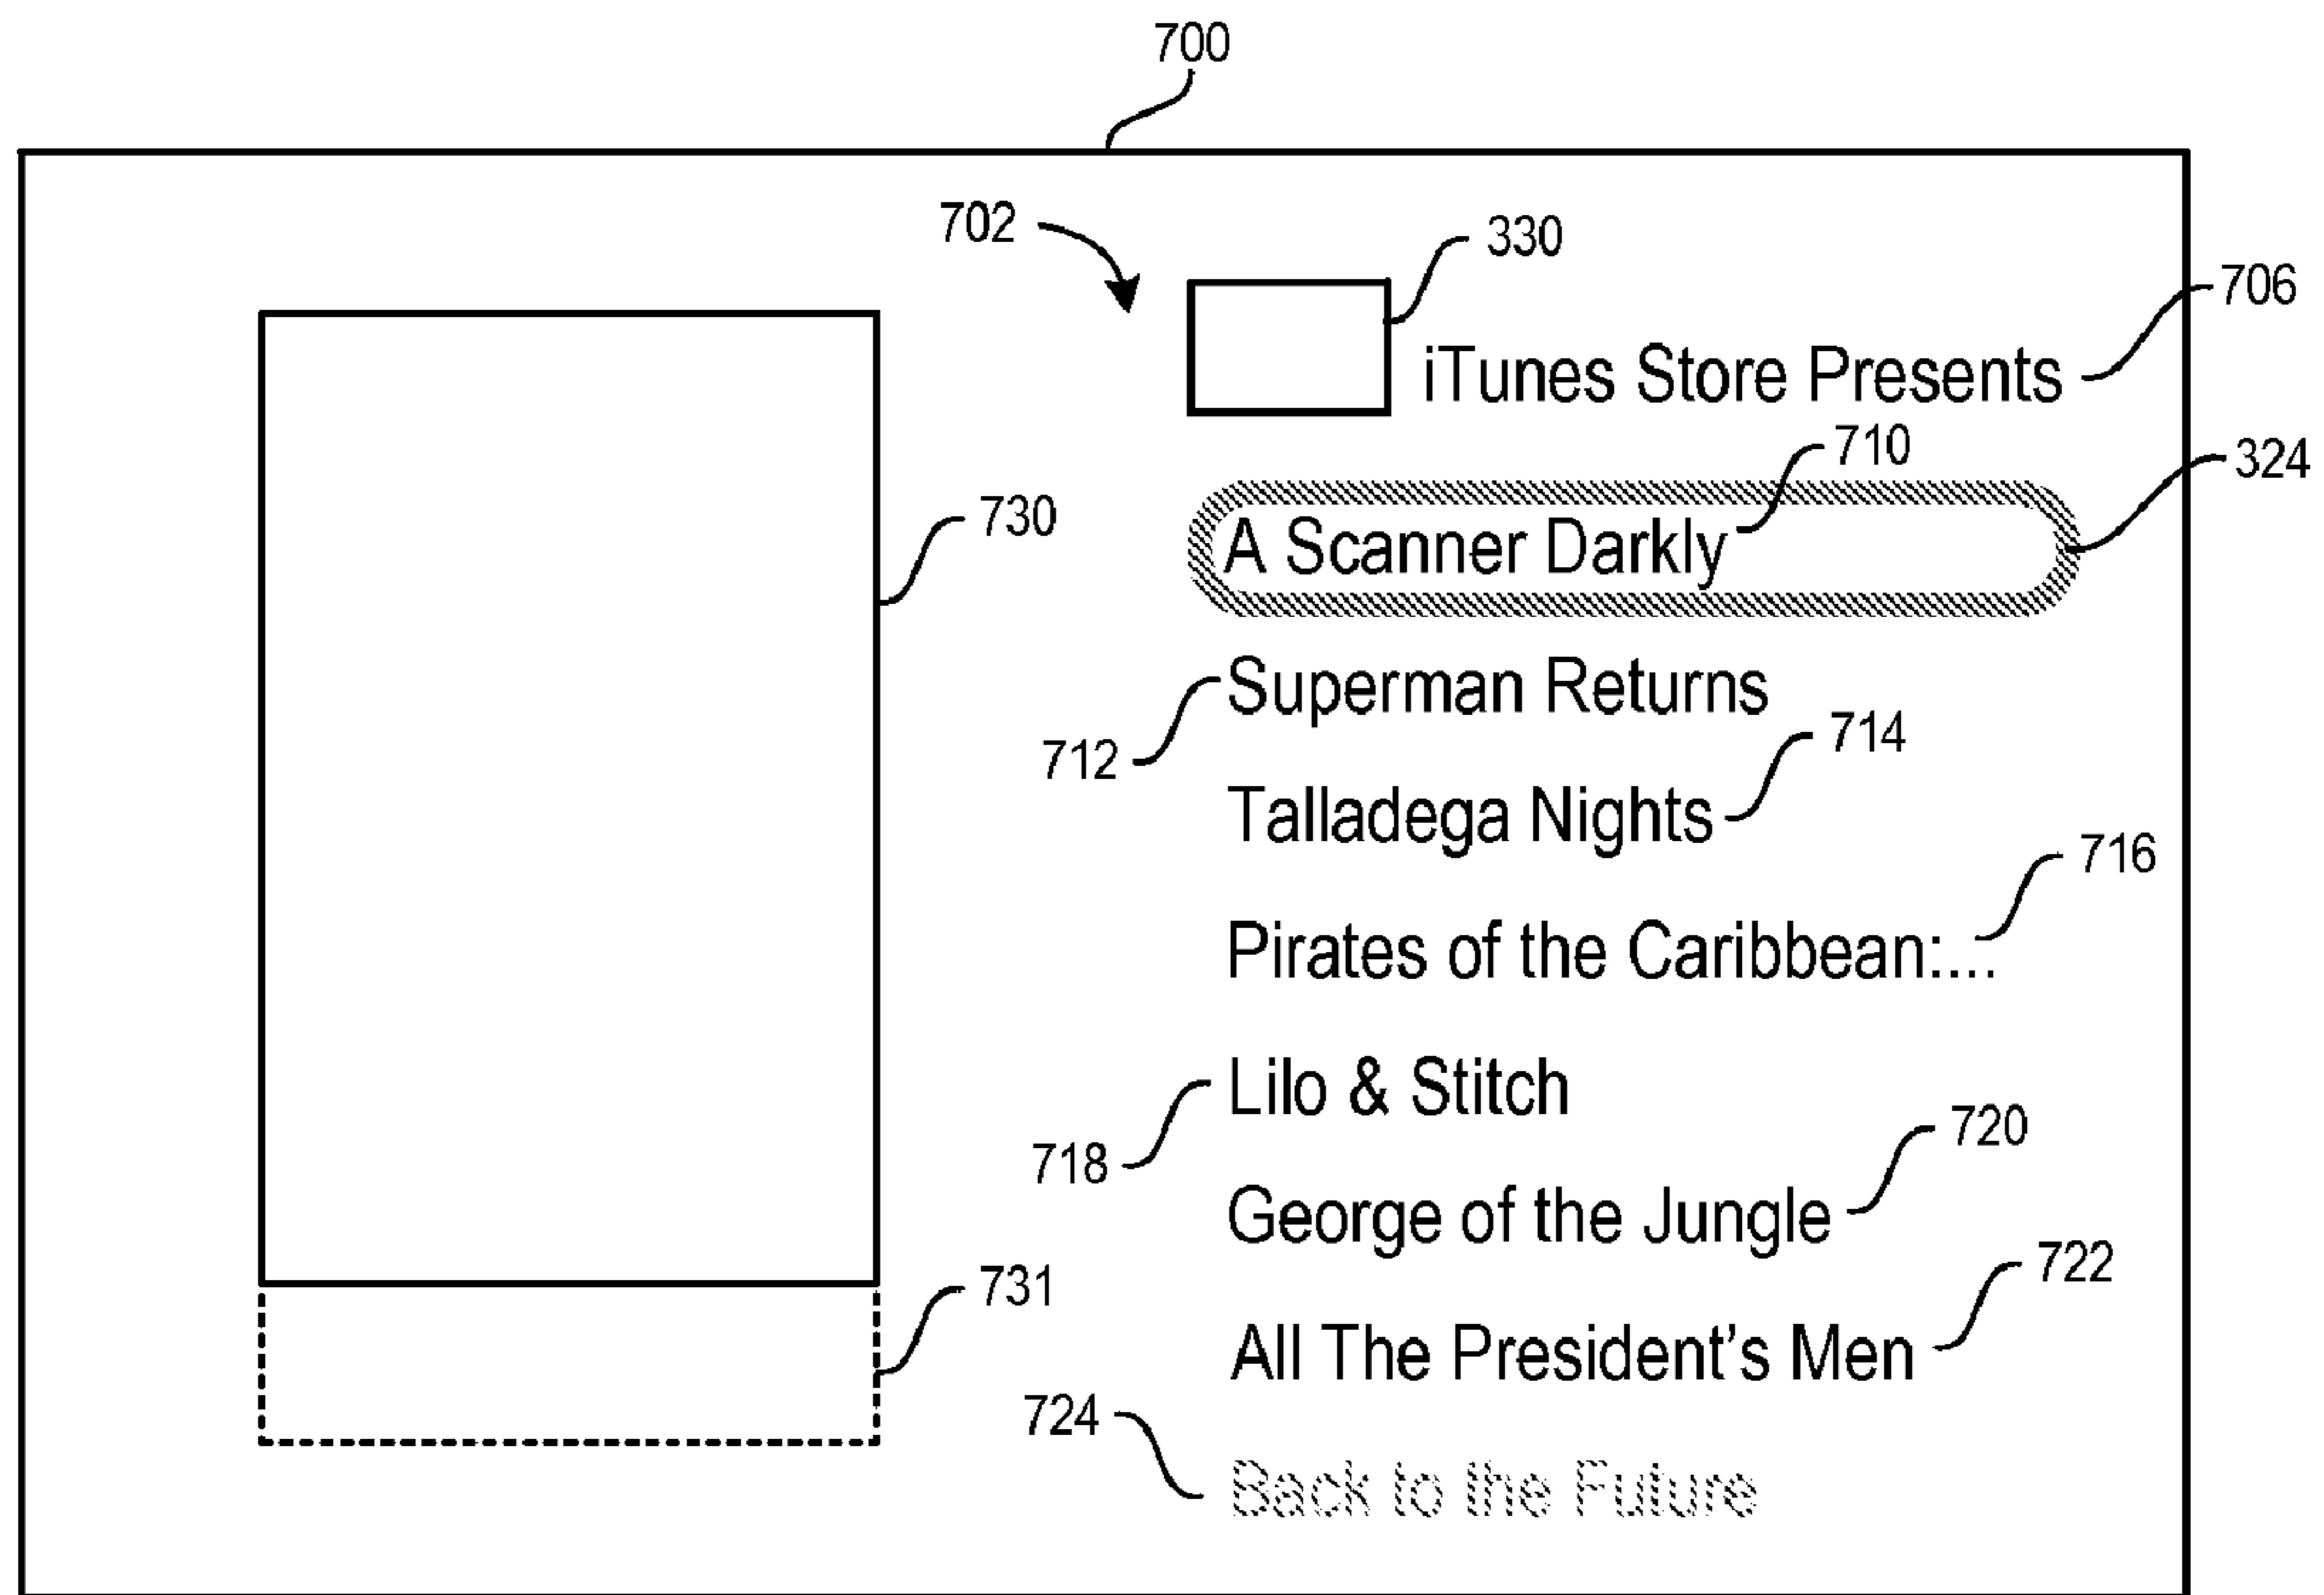 700
702
330
706
iTunes Store Presents
710
324
730
A Scanner Darkly
Superman Returns
712
714
Talladega Nights
716
Pirates of the Caribbean:....
Lilo & Stitch
718
720
George of the Jungle
731
722
All The President's Men
724
Back to the Future